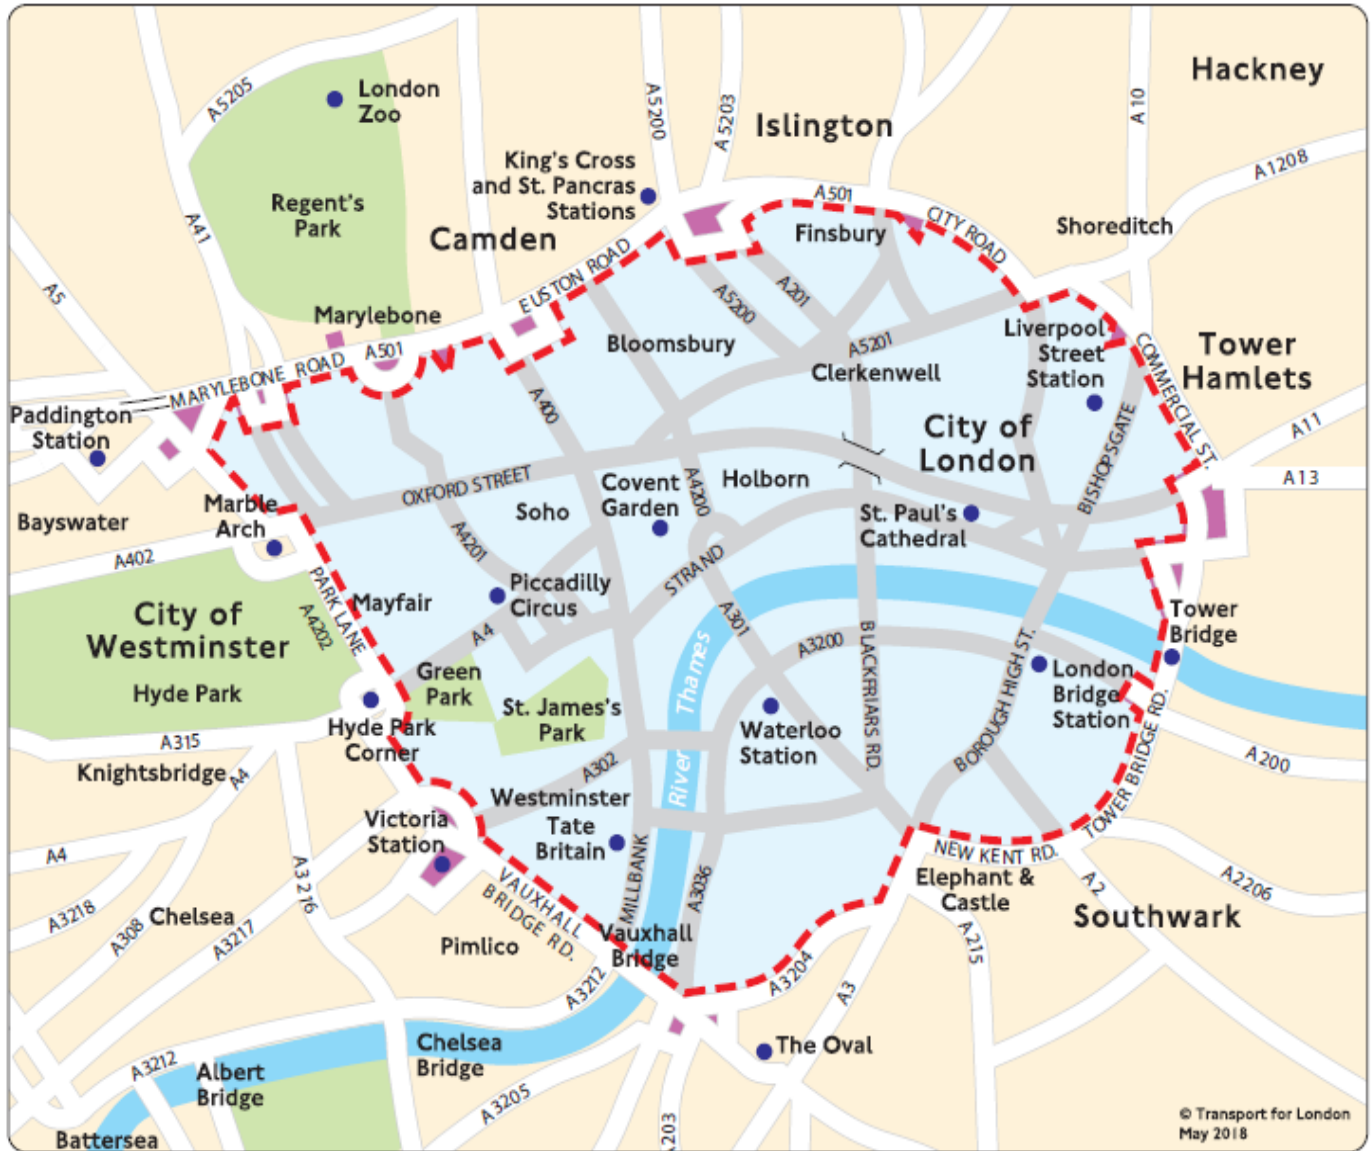 Hackney
A5205
London
Zoo
A5200
A5203
Islington
A10
A1208
King's Cross
and St. Pancras
Stations
Regent's
Park
A41
Camden
A501
Finsbury
CITY ROAD
Shoreditch
A5
EUSTON ROAD
Marylebone
A5200
A201
Bloomsbury
A5201
Liverpool
Street
Station
COMMERCIAL ST.
Tower
Hamlets
MARYLEBONE ROAD
A501
Clerkenwell
Paddington
Station
A400
City of
London
BISHOPSGATE
A11
A13
OXFORD STREET
Covent
Garden
A4200
Holborn
Marble
Arch
Soho
St. Paul's
Cathedral
Bayswater
A402
A4201
STRAND
PARK LANE
A4202
Mayfair
Piccadilly
Circus
City of
Westminster
A4
A301
Tower
Bridge
Hyde Park
Green
Park
St. James's
Park
River Thames
A3200
BLACKFRIARS RD.
BOROUGH HIGH ST.
London
Bridge
Station
Waterloo
Station
Hyde Park
Corner
A315
Knightsbridge
A4
A302
TOWER BRIDGE RD.
A200
Westminster
Tate
Britain
Victoria
Station
A4
A3216
MILLBANK
A3036
NEW KENT RD.
Elephant &
Castle
A2
A2206
VAUXHALL
BRIDGE RD.
A3218
Chelsea
A308
A3217
Pimlico
Vauxhall
Bridge
Southwark
A215
A3204
A3
A3212
Chelsea
Bridge
The Oval
A3212
Albert
Bridge
A3205
A203
Battersea
© Transport for London
May 2018